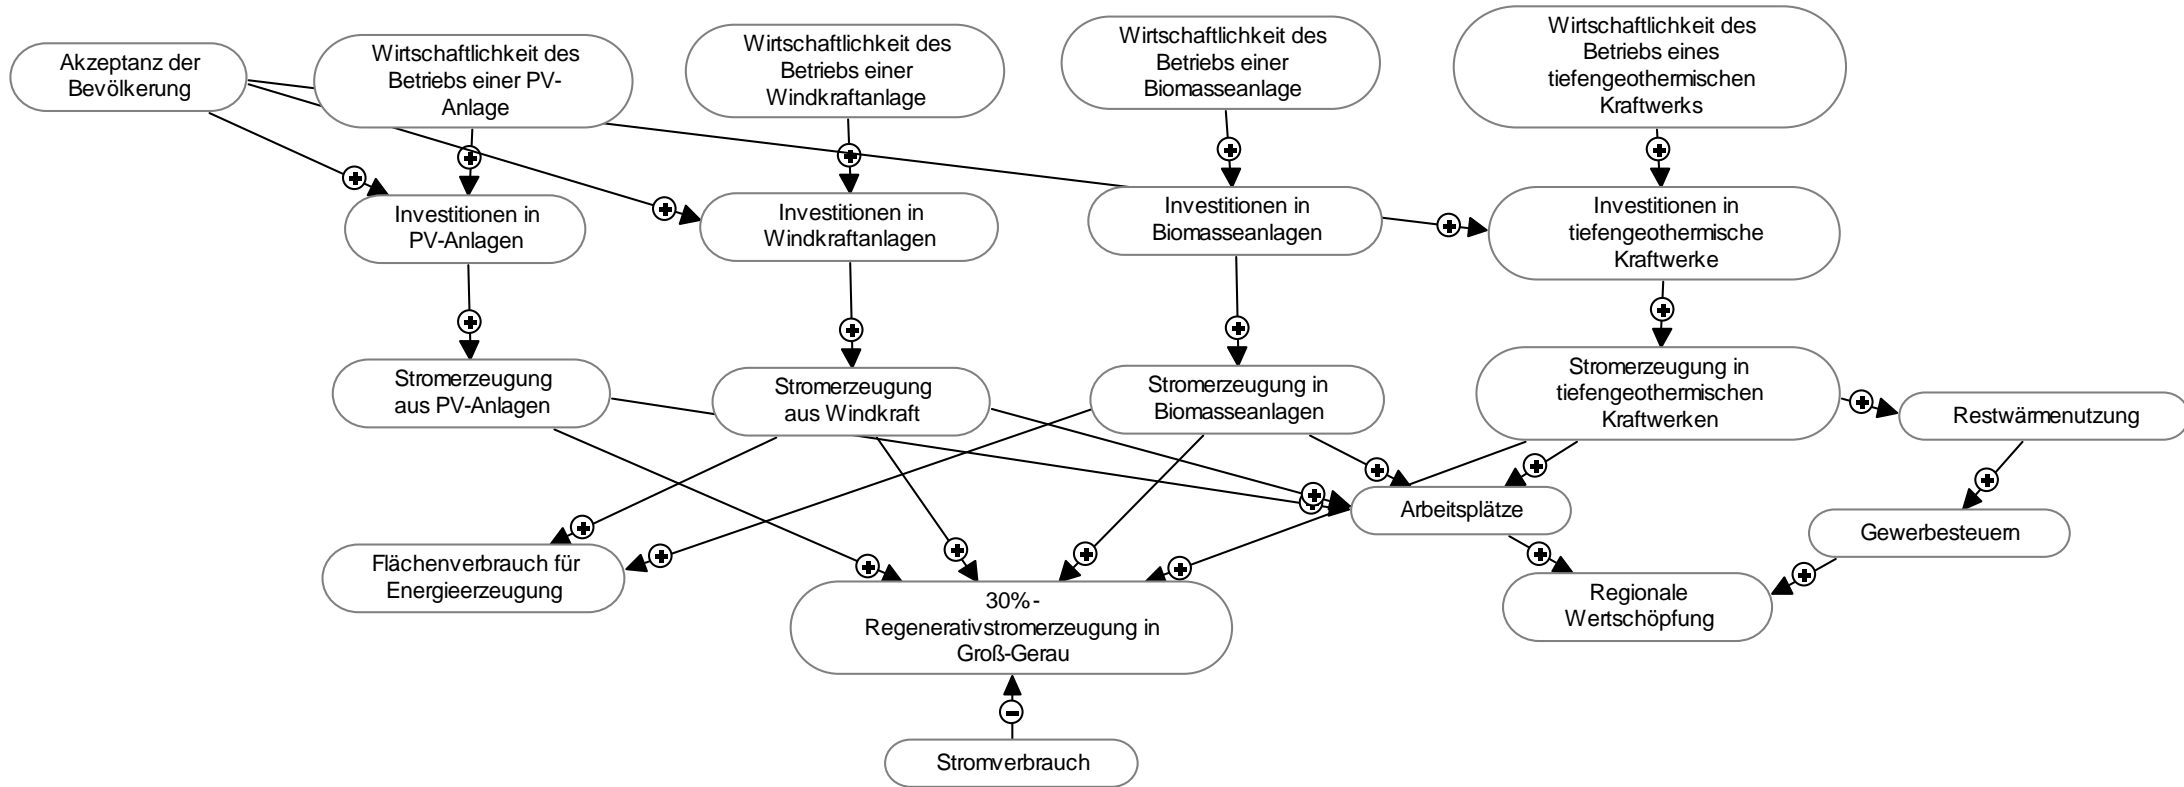 Akzeptanz der
Bevölkerung
Wirtschaftlichkeit des
Betriebs einer PV-
Anlage
Wirtschaftlichkeit des
Betriebs einer
Windkraftanlage
Wirtschaftlichkeit des
Betriebs einer
Biomasseanlage
Wirtschaftlichkeit des
Betriebs eines
tiefengeothermischen
Kraftwerks
Investitionen in
PV-Anlagen
Investitionen in
Windkraftanlagen
Investitionen in
Biomasseanlagen
Investitionen in
tiefengeothermische
Kraftwerke
Stromerzeugung
aus PV-Anlagen
Stromerzeugung
aus Windkraft
Stromerzeugung in
Biomasseanlagen
Stromerzeugung in
tiefengeothermischen
Kraftwerken
Restwärmenutzung
Arbeitsplätze
Gewerbesteuern
Flächenverbrauch für
Energieerzeugung
30%-
Regenerativstromerzeugung in
Groß-Gerau
Regionale
Wertschöpfung
Stromverbrauch